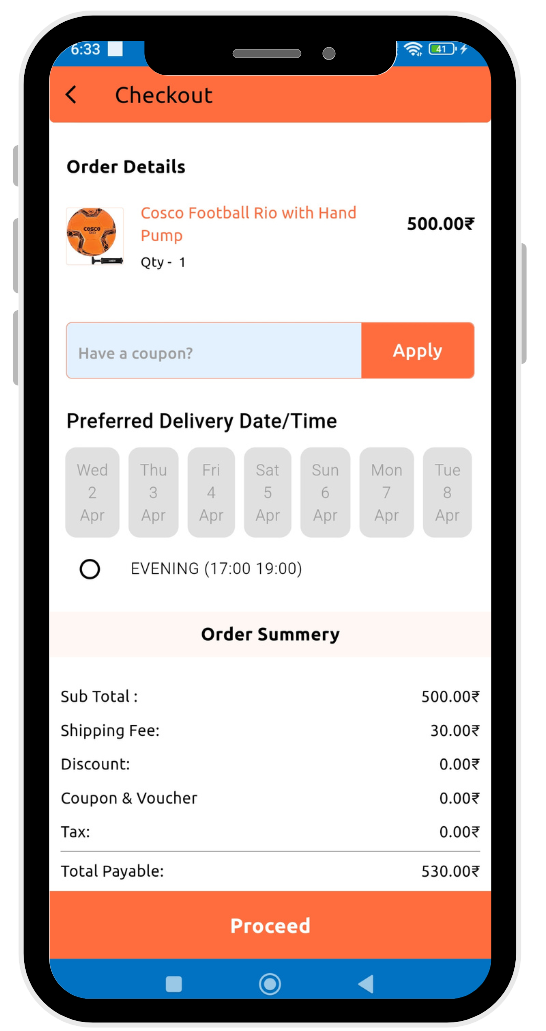 6:33
41
Checkout
Order Details
Cosco Football Rio with Hand
Pump
500.00₹
Qty - 1
cosco
Have a coupon?
Apply
Preferred Delivery Date/Time
Wed Thu Fri Sat Sun Mon Tue
2 3 4 5 6 7 8
Apr Apr Apr Apr Apr Apr Apr
EVENING (17:00 19:00)
Order Summery
Sub Total : 500.00₹
Shipping Fee: 30.00₹
Discount: 0.00₹
Coupon & Voucher 0.00₹
Tax: 0.00₹
Total Payable: 530.00₹
Proceed